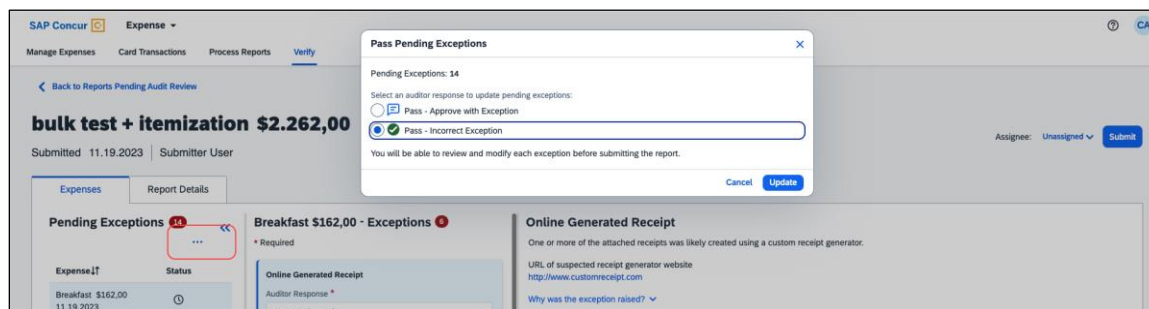 SAP Concur
Expense
CA
Manage Expenses Card Transactions Process Reports Verify
Back to Reports Pending Audit Review
bulk test + itemization $2.262,00
Submitted 11.19.2023 Submitter User
Assignee: Unassigned Submit
Pass Pending Exceptions
Pending Exceptions: 14
Select an auditor response to update pending exceptions:
Pass - Approve with Exception
Pass - Incorrect Exception
You will be able to review and modify each exception before submitting the report.
Cancel Update
Expenses Report Details
Pending Exceptions 14
Expense Status
Breakfast $162,00
11.19.2023
Breakfast $162,00 - Exceptions 6
* Required
Online Generated Receipt
Auditor Response *
Online Generated Receipt
One or more of the attached receipts was likely created using a custom receipt generator.
URL of suspected receipt generator website
http://www.customreceipt.com
Why was the exception raised?